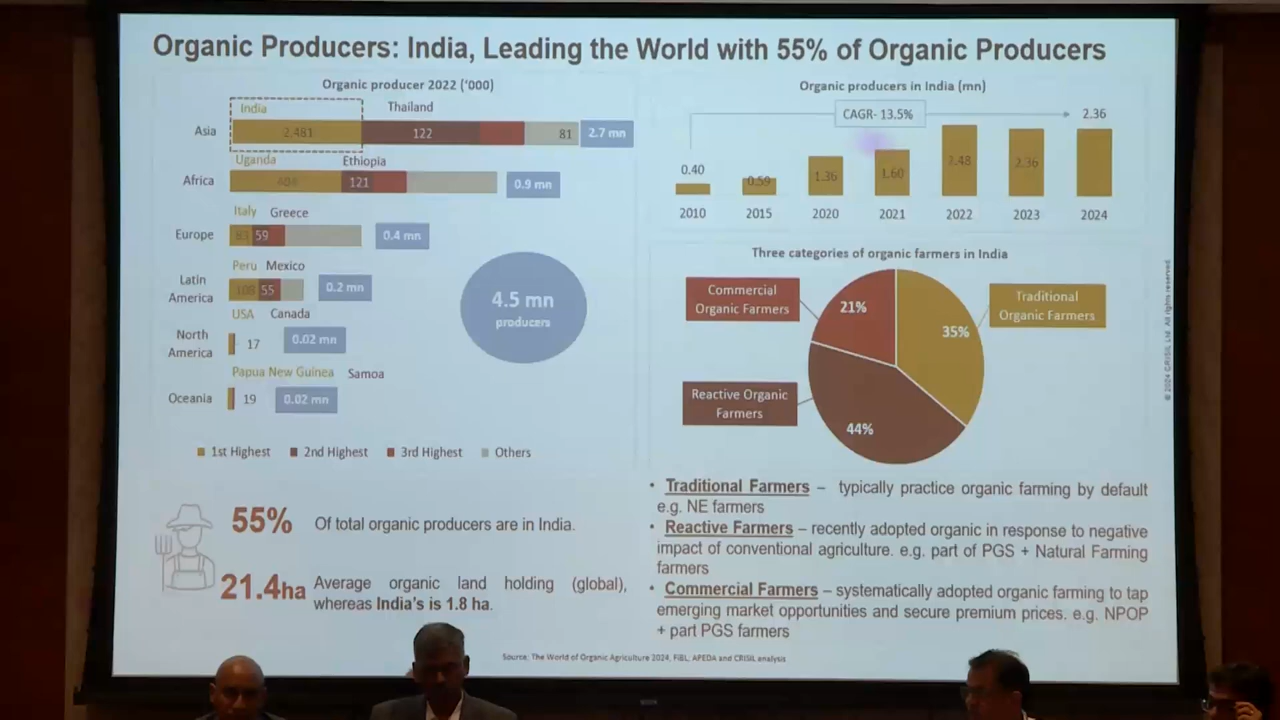 Organic Producers: India, Leading the World with 55% of Organic Producers
Organic producer 2022 ('000)
India
Thailand
Asia
2,481
122
81
2.7 mn
Uganda
Ethiopia
Africa
121
0.9 mn
Italy
Greece
Europe
59
0.4 mn
Peru
Mexico
Latin
America
55
0.2 mn
USA
Canada
North
America
17
0.02 mn
Papua New Guinea
Samoa
Oceania
19
0.02 mn
4.5 mn
producers
1st Highest
2nd Highest
3rd Highest
Others
55%
Of total organic producers are in India.
21.4ha
Average organic land holding (global),
whereas India's is 1.8 ha.
Organic producers in India (mn)
CAGR- 13.5%
2.36
0.40
0.59
1.36
1.60
2.48
2.36
2010
2015
2020
2021
2022
2023
2024
Three categories of organic farmers in India
Commercial
Organic Farmers
21%
Traditional
Organic Farmers
35%
Reactive Organic
Farmers
44%
• Traditional Farmers – typically practice organic farming by default
e.g. NE farmers
• Reactive Farmers – recently adopted organic in response to negative
impact of conventional agriculture. e.g. part of PGS + Natural Farming
farmers
• Commercial Farmers – systematically adopted organic farming to tap
emerging market opportunities and secure premium prices. e.g. NPOP
+ part PGS farmers
Source: The World of Organic Agriculture 2024, FiBL, APEDA and CRISIL analysis
© 2024 CRISIL Ltd. All rights reserved.